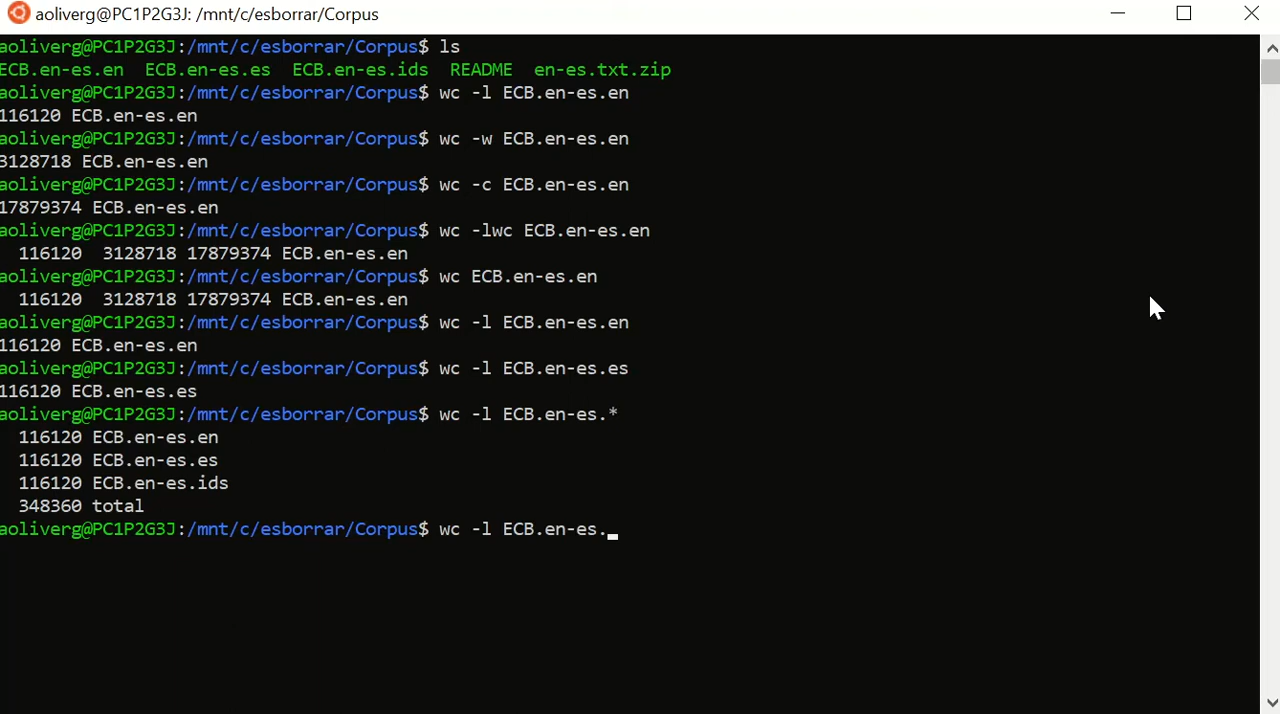 aoliverg@PC1P2G3J: /mnt/c/esborrar/Corpus
aoliverg@PC1P2G3J:/mnt/c/esborrar/Corpus$ ls
ECB.en-es.en  ECB.en-es.es  ECB.en-es.ids  README  en-es.txt.zip
aoliverg@PC1P2G3J:/mnt/c/esborrar/Corpus$ wc -l ECB.en-es.en
116120 ECB.en-es.en
aoliverg@PC1P2G3J:/mnt/c/esborrar/Corpus$ wc -w ECB.en-es.en
3128718 ECB.en-es.en
aoliverg@PC1P2G3J:/mnt/c/esborrar/Corpus$ wc -c ECB.en-es.en
17879374 ECB.en-es.en
aoliverg@PC1P2G3J:/mnt/c/esborrar/Corpus$ wc -lwc ECB.en-es.en
  116120  3128718 17879374 ECB.en-es.en
aoliverg@PC1P2G3J:/mnt/c/esborrar/Corpus$ wc ECB.en-es.en
  116120  3128718 17879374 ECB.en-es.en
aoliverg@PC1P2G3J:/mnt/c/esborrar/Corpus$ wc -l ECB.en-es.en
116120 ECB.en-es.en
aoliverg@PC1P2G3J:/mnt/c/esborrar/Corpus$ wc -l ECB.en-es.es
116120 ECB.en-es.es
aoliverg@PC1P2G3J:/mnt/c/esborrar/Corpus$ wc -l ECB.en-es.*
  116120 ECB.en-es.en
  116120 ECB.en-es.es
  116120 ECB.en-es.ids
  348360 total
aoliverg@PC1P2G3J:/mnt/c/esborrar/Corpus$ wc -l ECB.en-es.